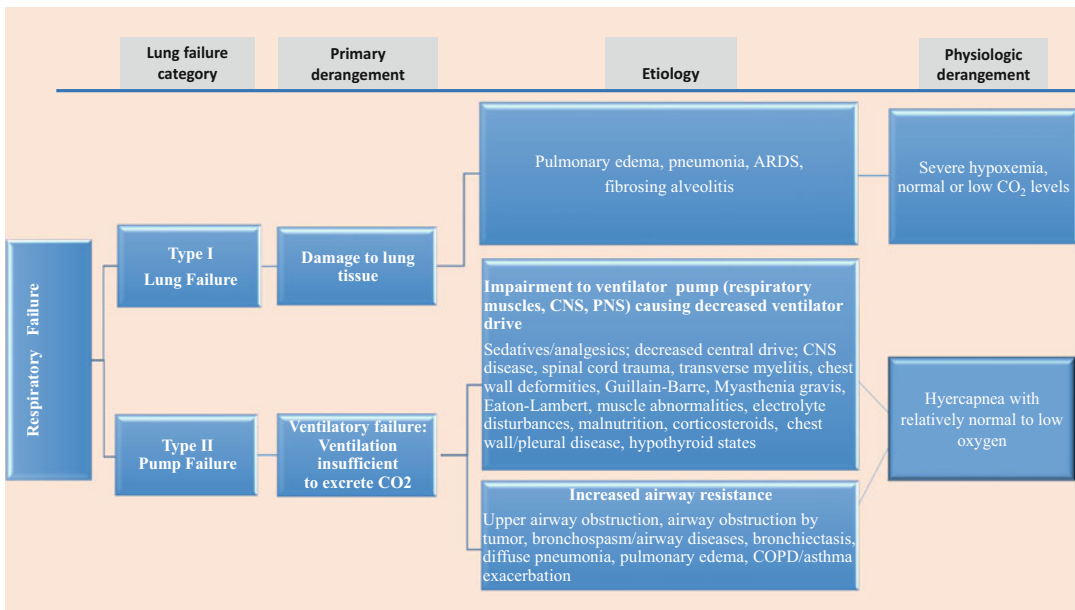 Lung failure
category
Primary
derangement
Etiology
Physiologic
derangement
Respiratory Failure
Type I
Lung Failure
Damage to lung
tissue
Pulmonary edema, pneumonia, ARDS,
fibrosing alveolitis
Severe hypoxemia,
normal or low CO₂ levels
Type II
Pump Failure
Ventilatory failure:
Ventilation
insufficient
to excrete CO2
Impairment to ventilator pump (respiratory
muscles, CNS, PNS) causing decreased ventilator
drive
Sedatives/analgesics; decreased central drive; CNS
disease, spinal cord trauma, transverse myelitis, chest
wall deformities, Guillain-Barre, Myasthenia gravis,
Eaton-Lambert, muscle abnormalities, electrolyte
disturbances, malnutrition, corticosteroids, chest
wall/pleural disease, hypothyroid states
Increased airway resistance
Upper airway obstruction, airway obstruction by
tumor, bronchospasm/airway diseases, bronchiectasis,
diffuse pneumonia, pulmonary edema, COPD/asthma
exacerbation
Hyercapnea with
relatively normal to low
oxygen